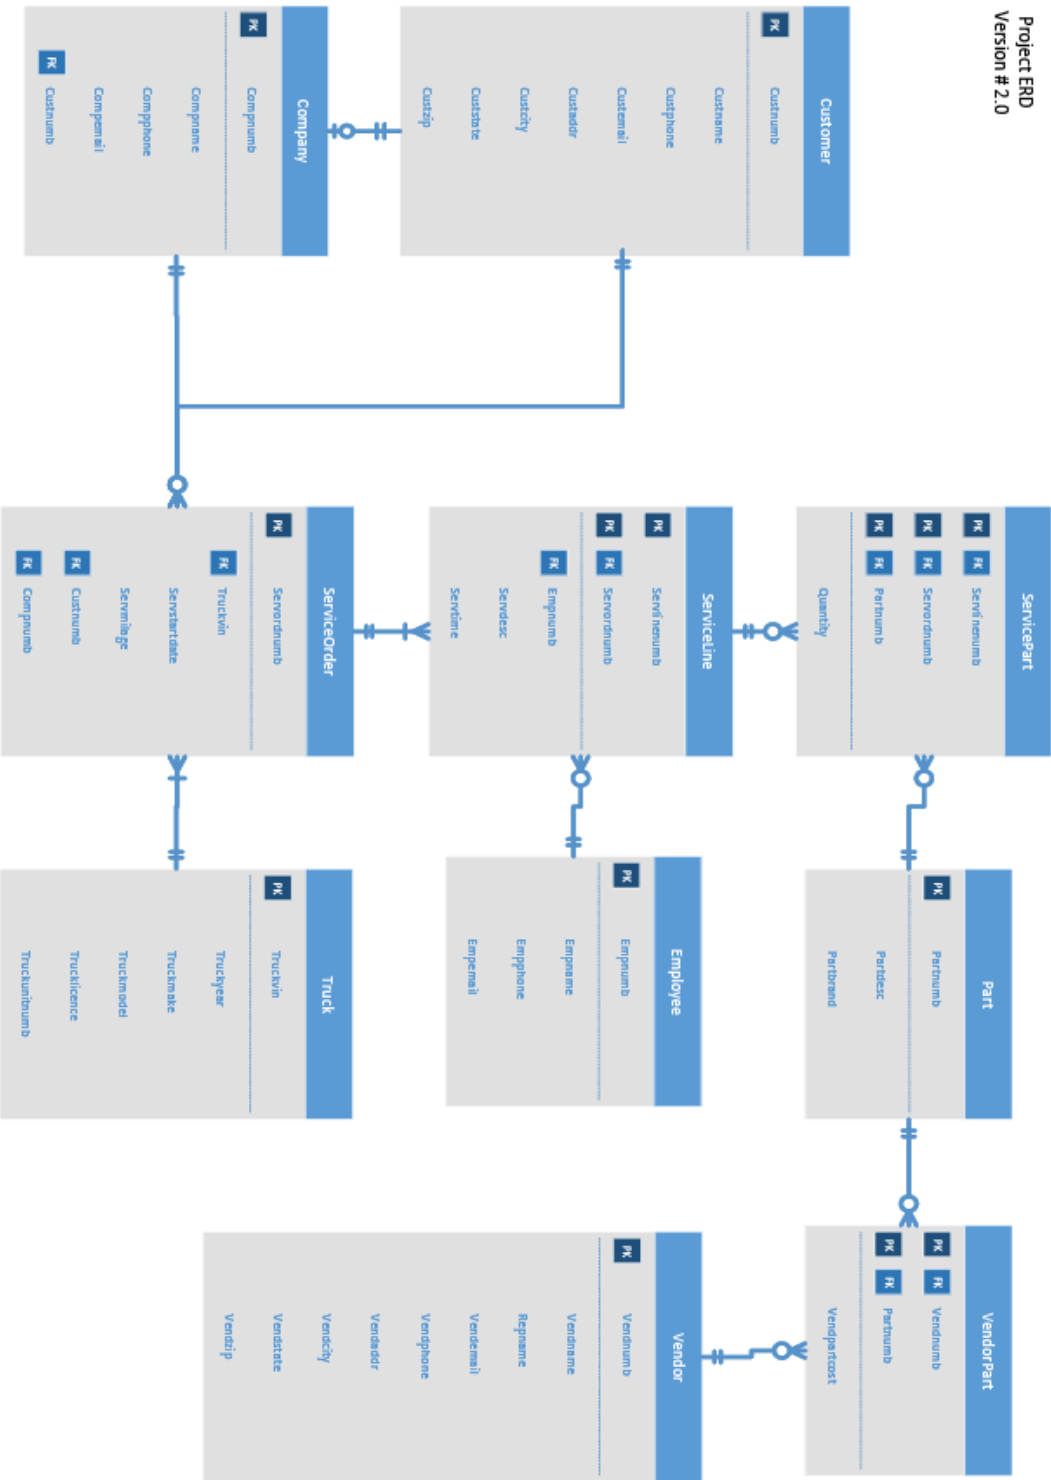 Project ERD
Version # 2.0
Customer
PK Custnumb
Custname
Custphone
Custemail
Custaddr
Custcity
Custstate
Custzip
Company
PK Compnumb
Compname
Compphone
Compemail
FK Custnumb
ServicePart
PK FK Servlinenumb
PK FK Servordnumb
PK FK Partnumb
Quantity
ServiceLine
PK Servlinenumb
PK FK Servordnumb
FK Empnumb
Servdesc
Servtime
ServiceOrder
PK Servordnumb
FK Truckvin
Servstartdate
Servmilage
FK Custnumb
FK Compnumb
Part
PK Partnumb
Partdesc
Partbrand
Employee
PK Empnumb
Empname
Empphone
Empemail
Truck
PK Truckvin
Truckyear
Truckmake
Truckmodel
Trucklicence
Truckunitnumb
VendorPart
PK FK Vendnumb
PK FK Partnumb
Vendpartcost
Vendor
PK Vendnumb
Vendname
Repname
Vendemail
Vendphone
Vendaddr
Vendcity
Vendstate
Vendzip